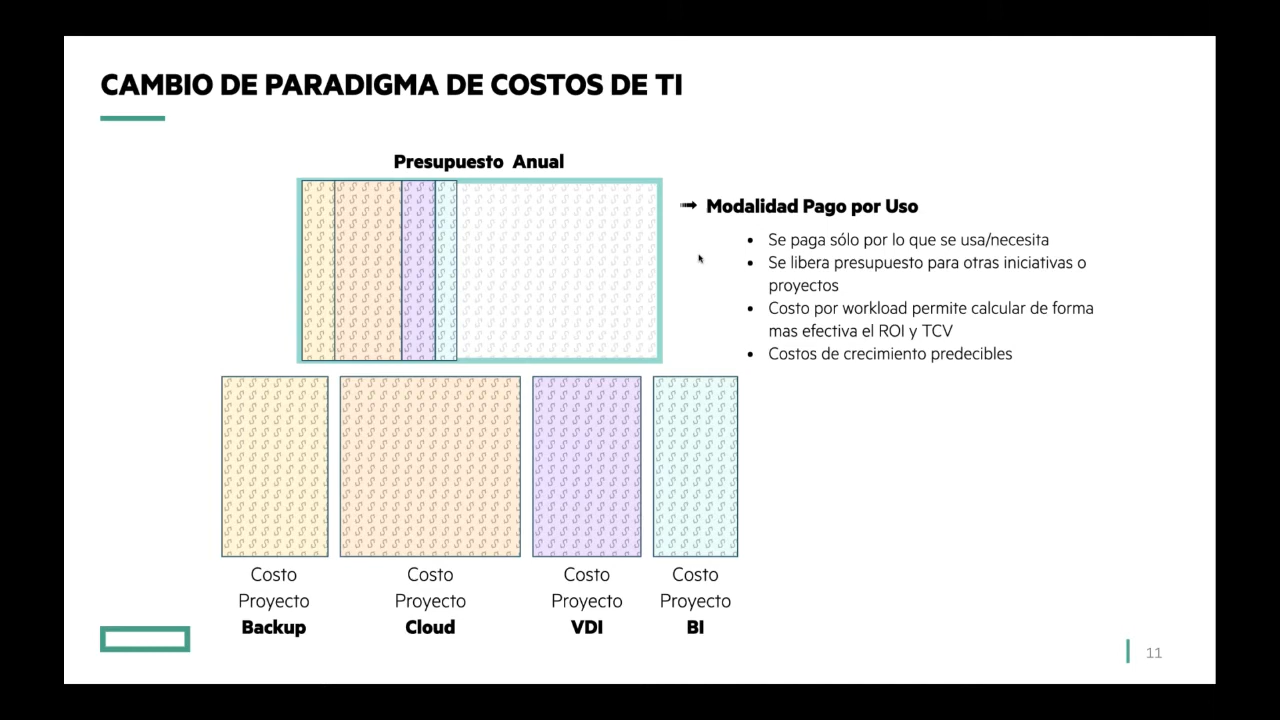 CAMBIO DE PARADIGMA DE COSTOS DE TI
Presupuesto Anual
Modalidad Pago por Uso
• Se paga sólo por lo que se usa/necesita
• Se libera presupuesto para otras iniciativas o
proyectos
• Costo por workload permite calcular de forma
mas efectiva el ROI y TCV
• Costos de crecimiento predecibles
Costo
Proyecto
Backup
Costo
Proyecto
Cloud
Costo
Proyecto
VDI
Costo
Proyecto
BI
11